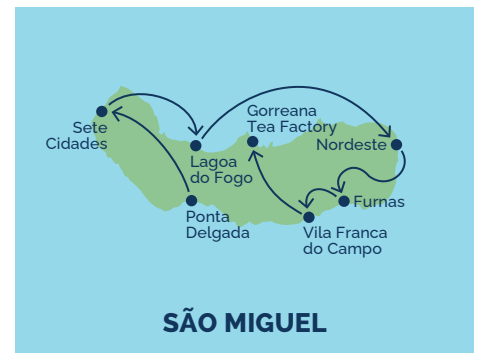 Gorreana
Tea Factory
Sete
Cidades
Nordeste
Lagoa
do Fogo
Furnas
Ponta
Delgada
Vila Franca
do Campo
SÃO MIGUEL